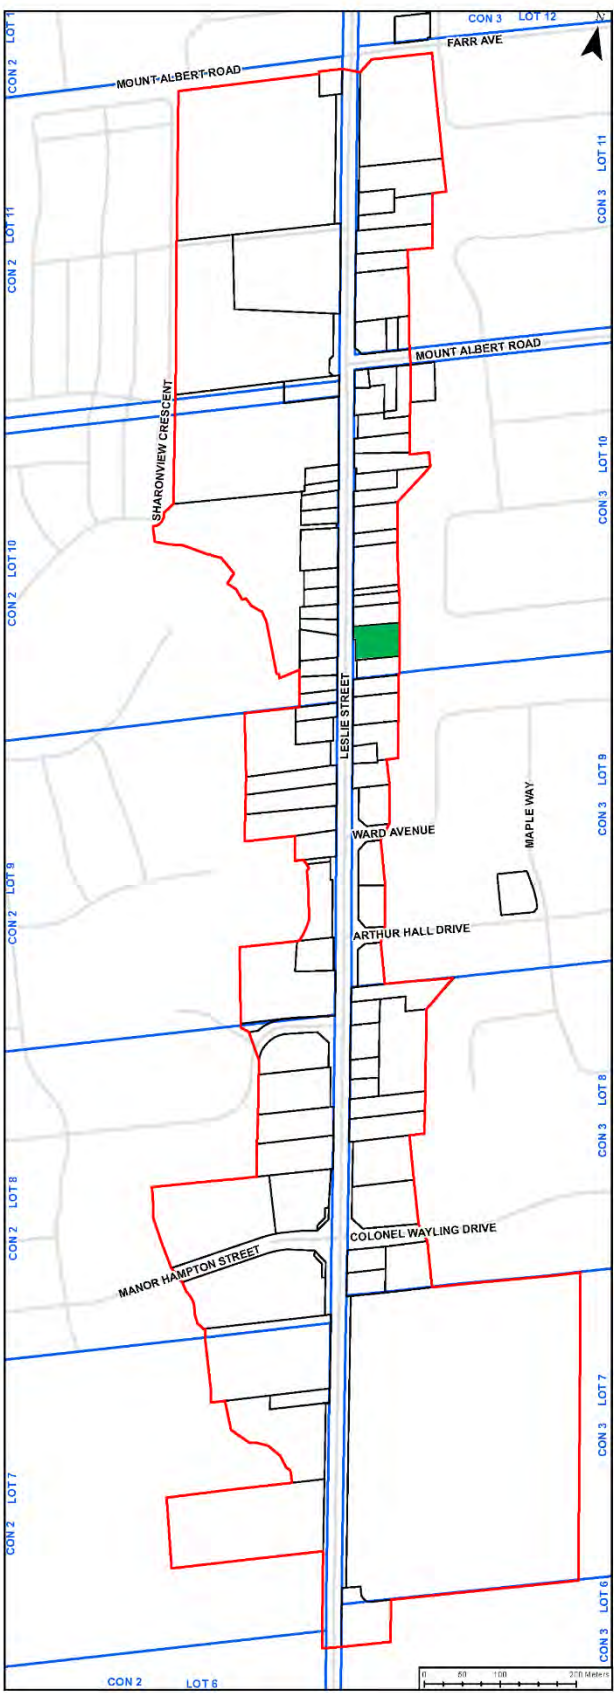 CON 3 LOT 12
N
CON 2 LOT 1
FARR AVE
MOUNT ALBERT ROAD
CON 3 LOT 11
CON 2 LOT 11
MOUNT ALBERT ROAD
SHARONVIEW CRESCENT
CON 3 LOT 10
CON 2 LOT 10
LESLIE STREET
CON 3 LOT 9
MAPLE WAY
WARD AVENUE
CON 2 LOT 9
ARTHUR HALL DRIVE
CON 3 LOT 8
CON 2 LOT 8
COLONEL WAYLING DRIVE
MANOR HAMPTON STREET
CON 3 LOT 7
CON 2 LOT 7
CON 3 LOT 6
0 50 100 200 Meters
CON 2 LOT 6